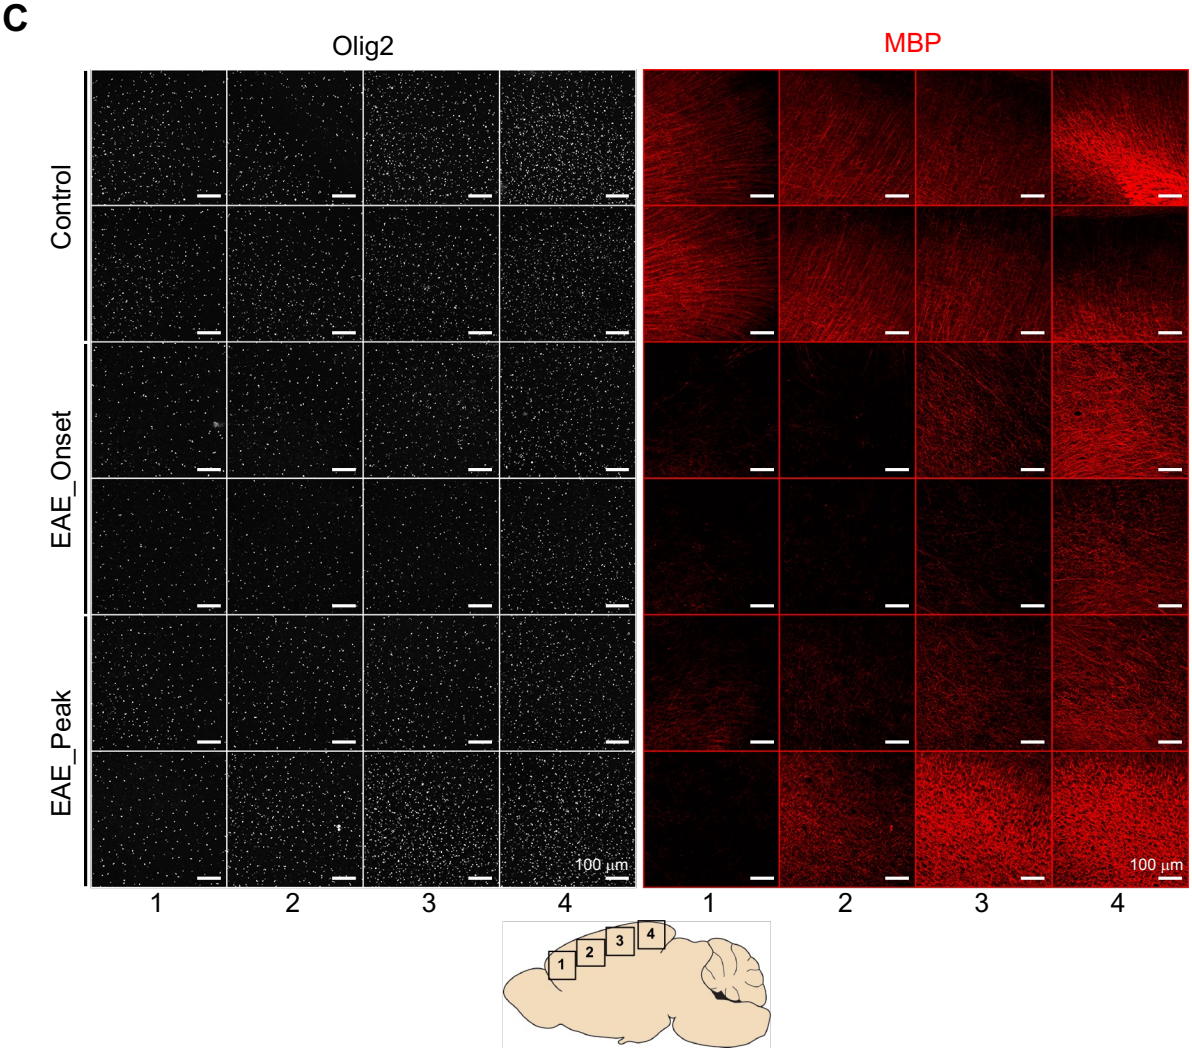 C
Olig2
MBP
Control
EAE_Onset
EAE_Peak
100 μm
100 μm
1 2 3 4 1 2 3 4
1 2 3 4